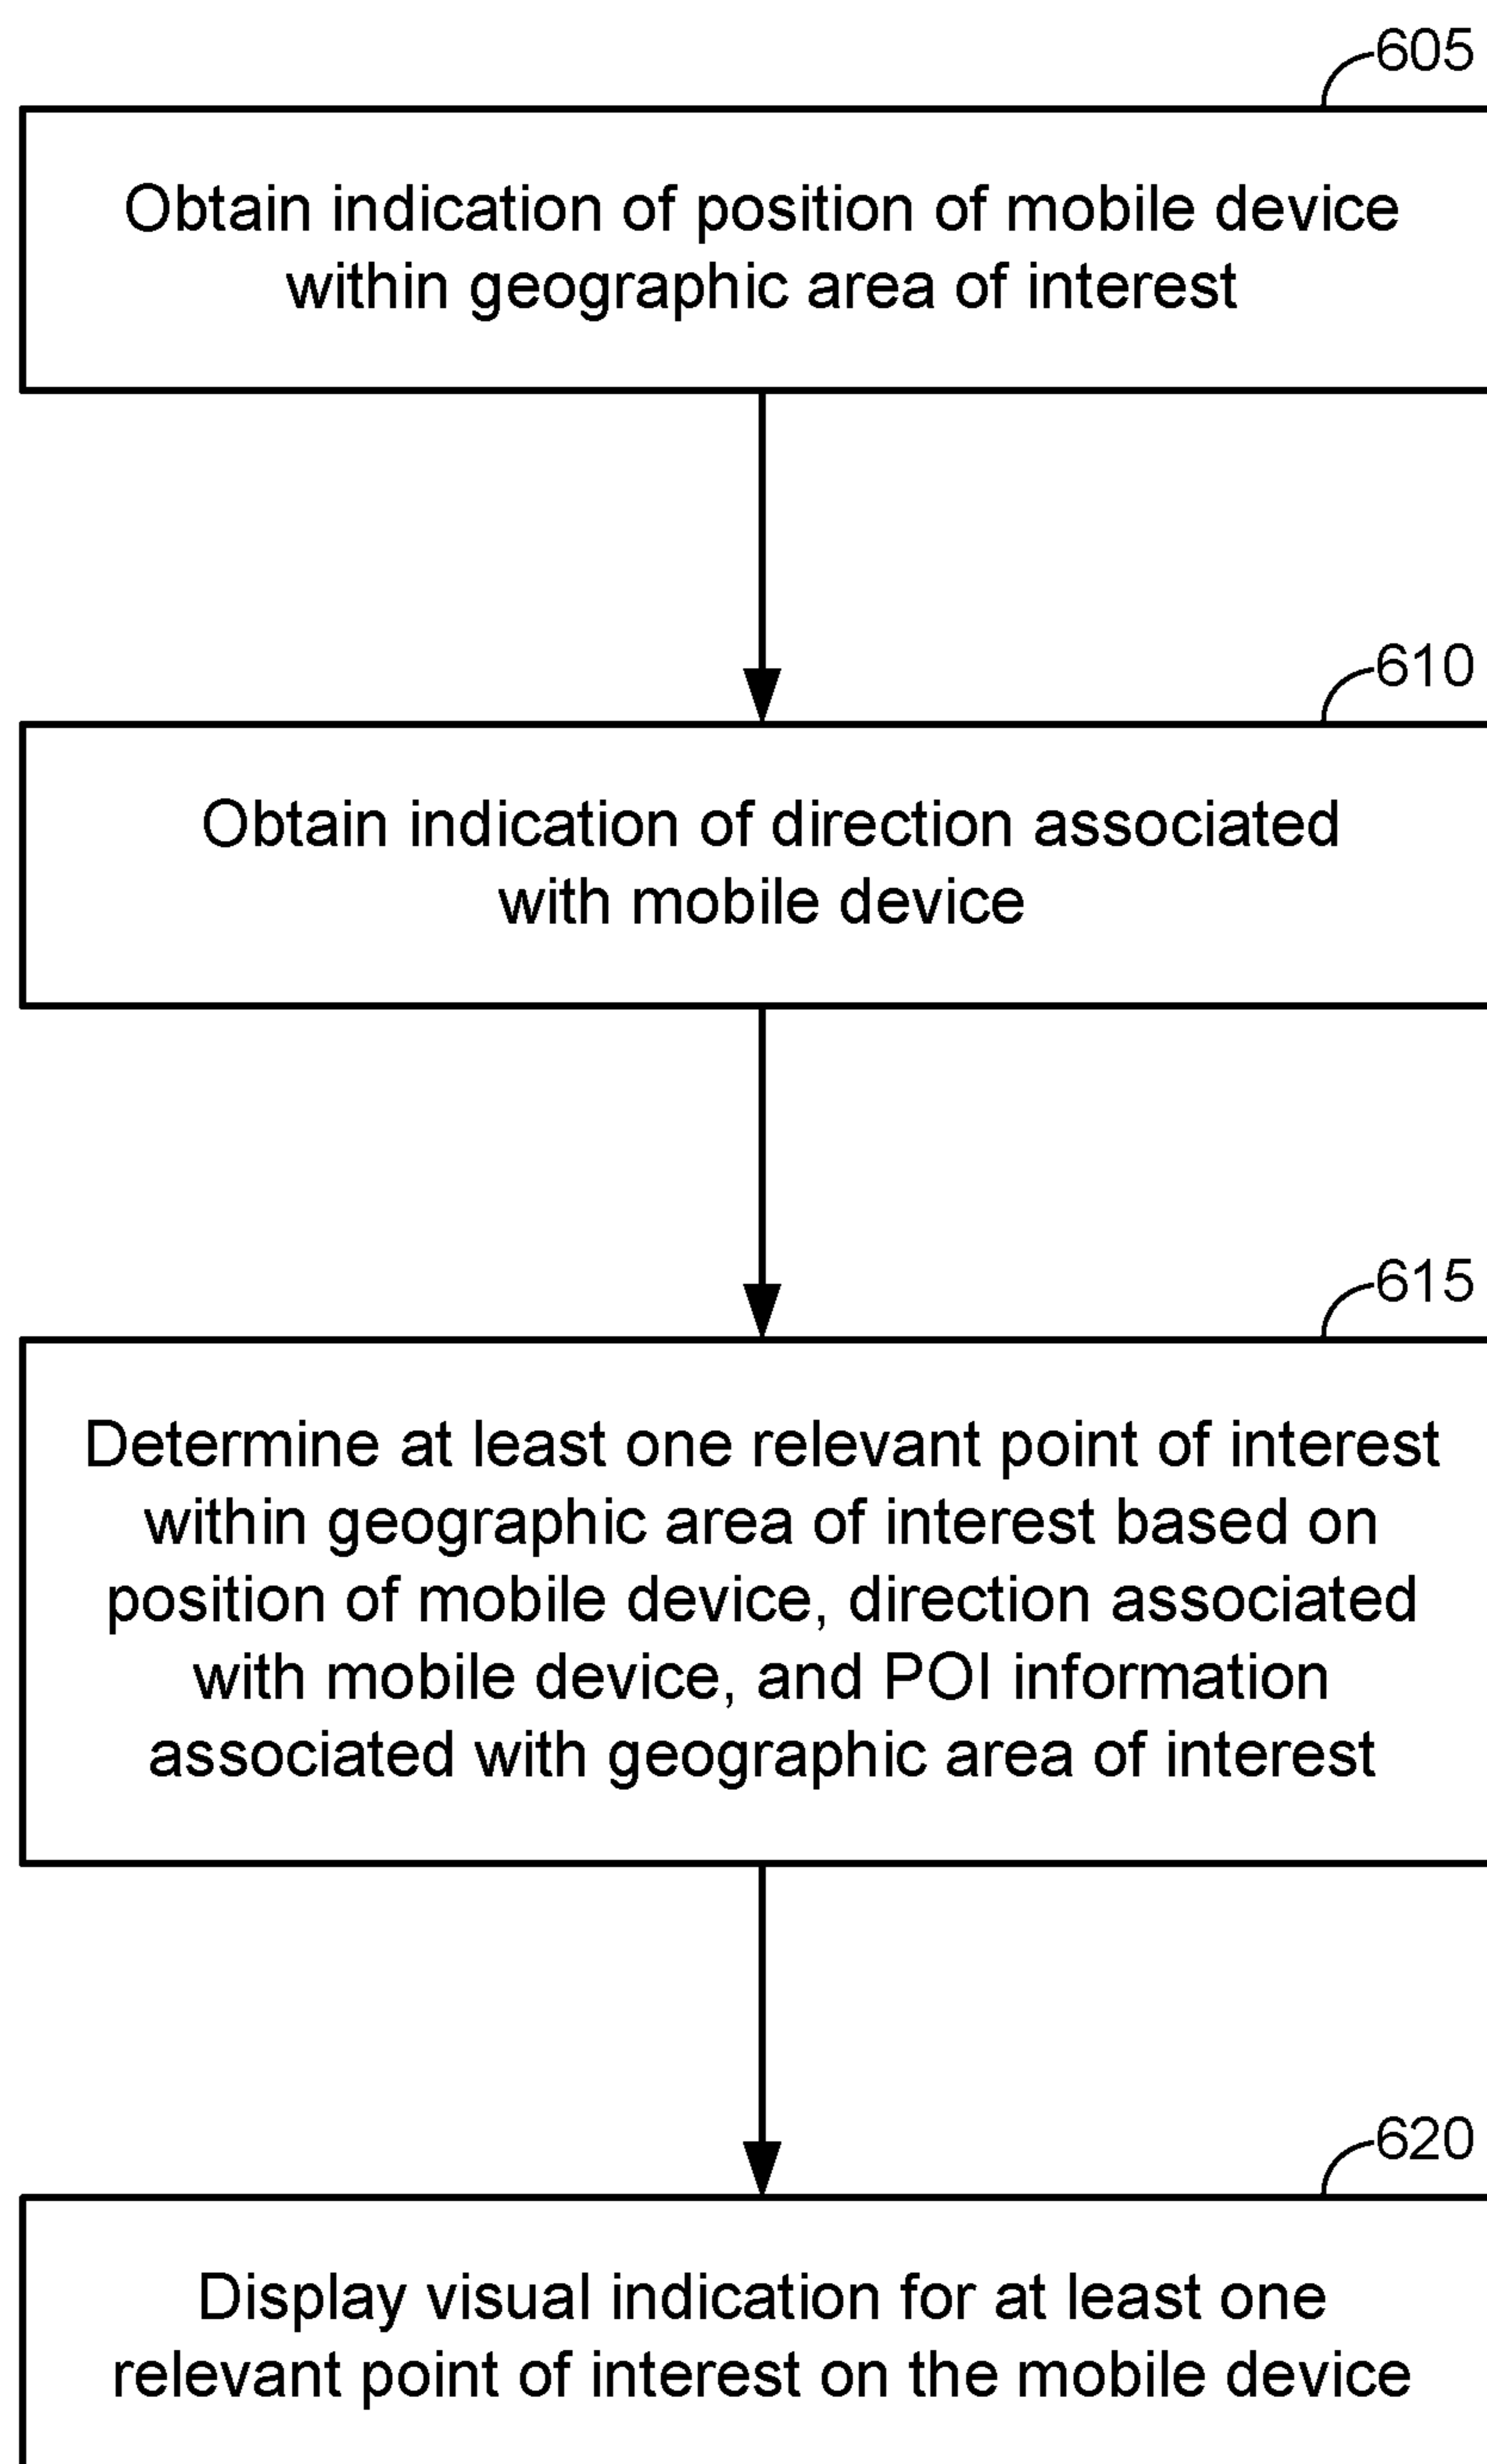 605
Obtain indication of position of mobile device
within geographic area of interest
610
Obtain indication of direction associated
with mobile device
615
Determine at least one relevant point of interest
within geographic area of interest based on
position of mobile device, direction associated
with mobile device, and POI information
associated with geographic area of interest
620
Display visual indication for at least one
relevant point of interest on the mobile device